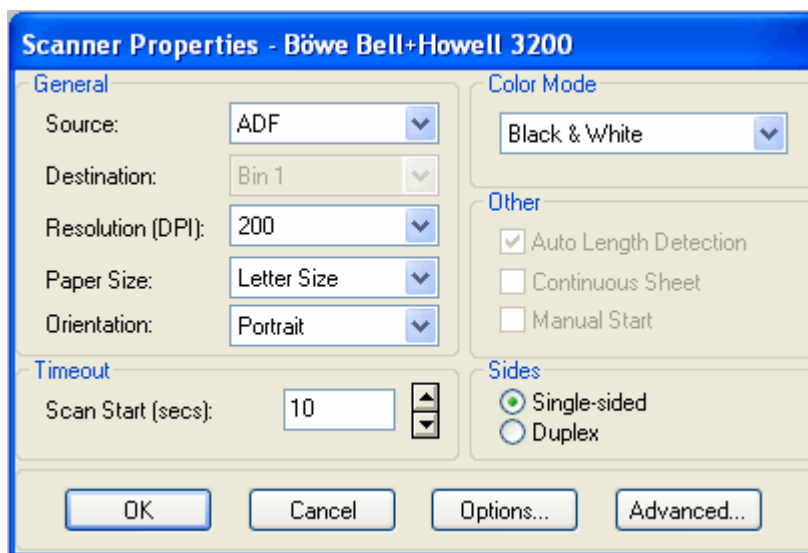 Scanner Properties - Böwe Bell+Howell 3200
General
Source: ADF
Destination: Bin 1
Resolution (DPI): 200
Paper Size: Letter Size
Orientation: Portrait
Color Mode
Black & White
Other
Auto Length Detection
Continuous Sheet
Manual Start
Timeout
Scan Start (secs): 10
Sides
Single-sided
Duplex
OK Cancel Options... Advanced...